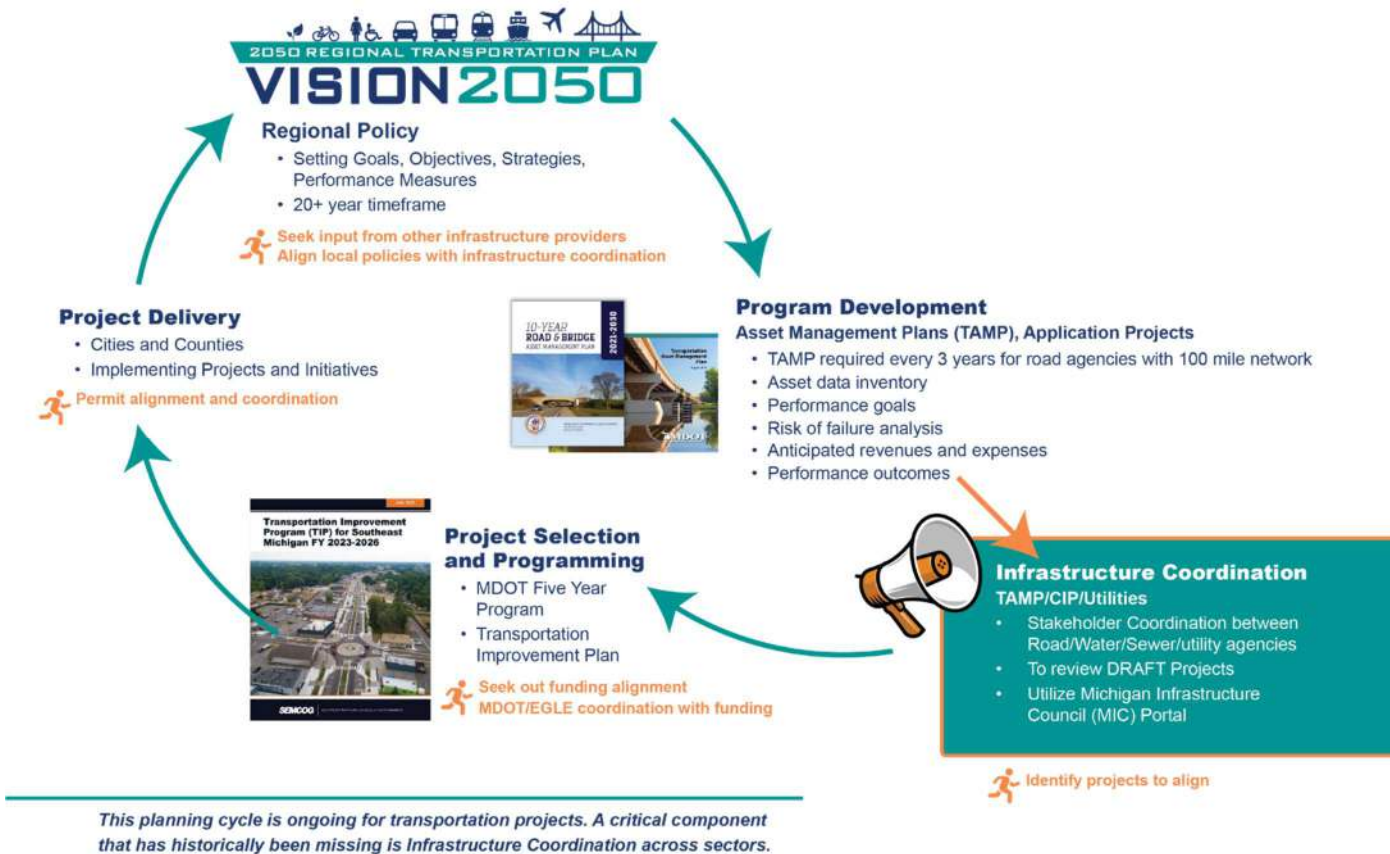 2050 REGIONAL TRANSPORTATION PLAN
VISION 2050
Regional Policy
• Setting Goals, Objectives, Strategies,
Performance Measures
• 20+ year timeframe
Seek input from other infrastructure providers
Align local policies with infrastructure coordination
Program Development
Asset Management Plans (TAMP), Application Projects
• TAMP required every 3 years for road agencies with 100 mile network
• Asset data inventory
• Performance goals
• Risk of failure analysis
• Anticipated revenues and expenses
• Performance outcomes
10-YEAR
ROAD & BRIDGE
ASSET MANAGEMENT PLAN
2021-2030
Transportation
Asset Management
Plan
MDOT
Infrastructure Coordination
TAMP/CIP/Utilities
• Stakeholder Coordination between
Road/Water/Sewer/utility agencies
• To review DRAFT Projects
• Utilize Michigan Infrastructure
Council (MIC) Portal
Identify projects to align
Project Selection
and Programming
• MDOT Five Year
Program
• Transportation
Improvement Plan
Seek out funding alignment
MDOT/EGLE coordination with funding
Transportation Improvement
Program (TIP) for Southeast
Michigan FY 2023-2026
SEMCOG
Project Delivery
• Cities and Counties
• Implementing Projects and Initiatives
Permit alignment and coordination
This planning cycle is ongoing for transportation projects. A critical component
that has historically been missing is Infrastructure Coordination across sectors.